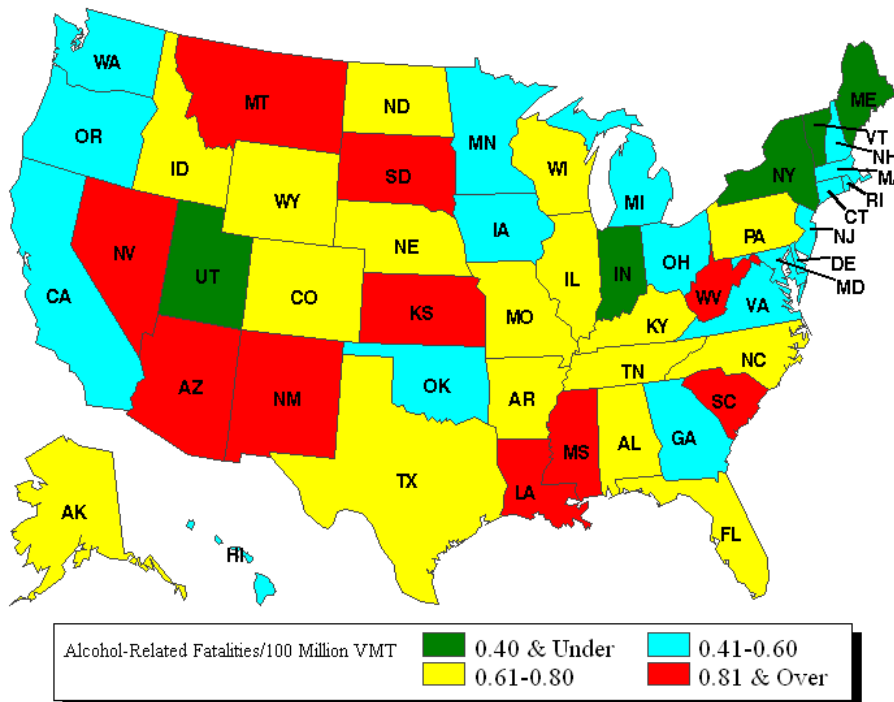 WA
MT
ND
ME
OR
MN
VT
ID
SD
WI
NH
WY
NY
MA
MI
RI
IA
CT
NV
NE
PA
NJ
UT
OH
DE
CA
CO
IL
IN
MD
KS
WV
VA
MO
KY
NC
TN
AZ
NM
OK
AR
SC
MS
AL
GA
TX
LA
AK
FL
HI
Alcohol-Related Fatalities/100 Million VMT
0.40 & Under
0.41-0.60
0.61-0.80
0.81 & Over